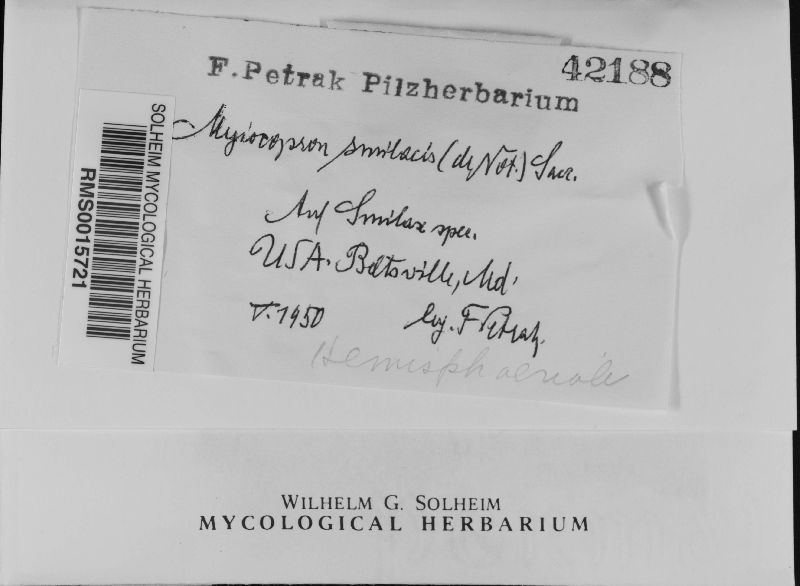 42188
F. Petrak Pilzherbarium
Myiocopron smilacis (de Not.) Sacc.
Auf Smilax spec.
USA. Beltsville, Md.
V. 1950 leg. F. Petrak.
Hemisphaeriales
SOLHEIM MYCOLOGICAL HERBARIUM
RMS0015721
WILHELM G. SOLHEIM
MYCOLOGICAL HERBARIUM